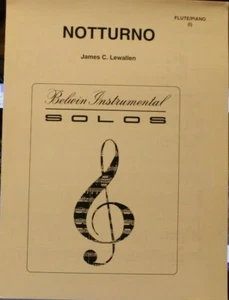 NOTTURNO
FLUTE/PIANO
(I)
James C. Lewallen
Belwin Instrumental
SOLOS